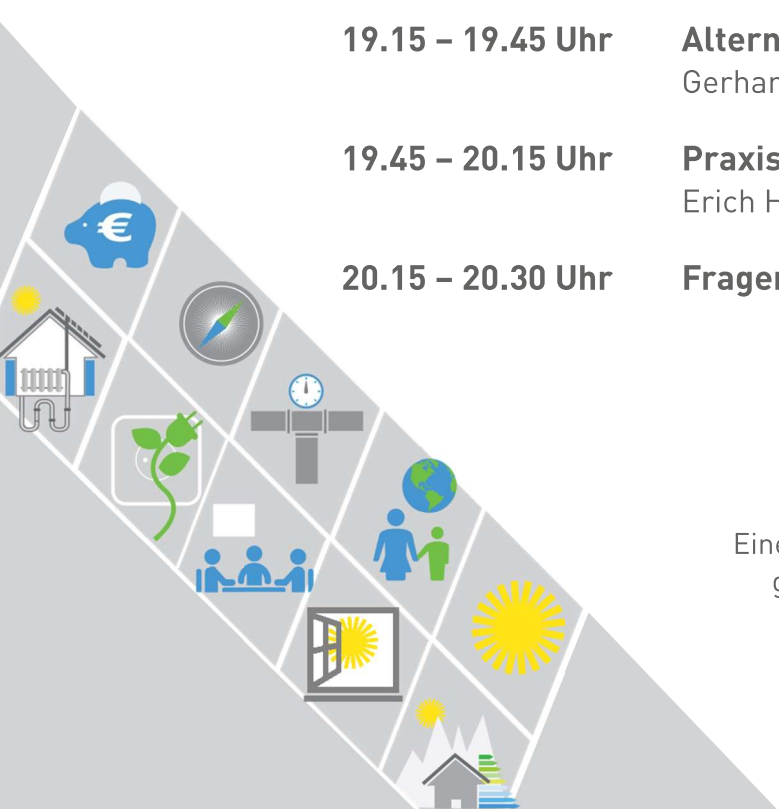 19.15 – 19.45 Uhr Altern
Gerhar
19.45 – 20.15 Uhr Praxis
Erich H
20.15 – 20.30 Uhr Frage
Eine
g
€